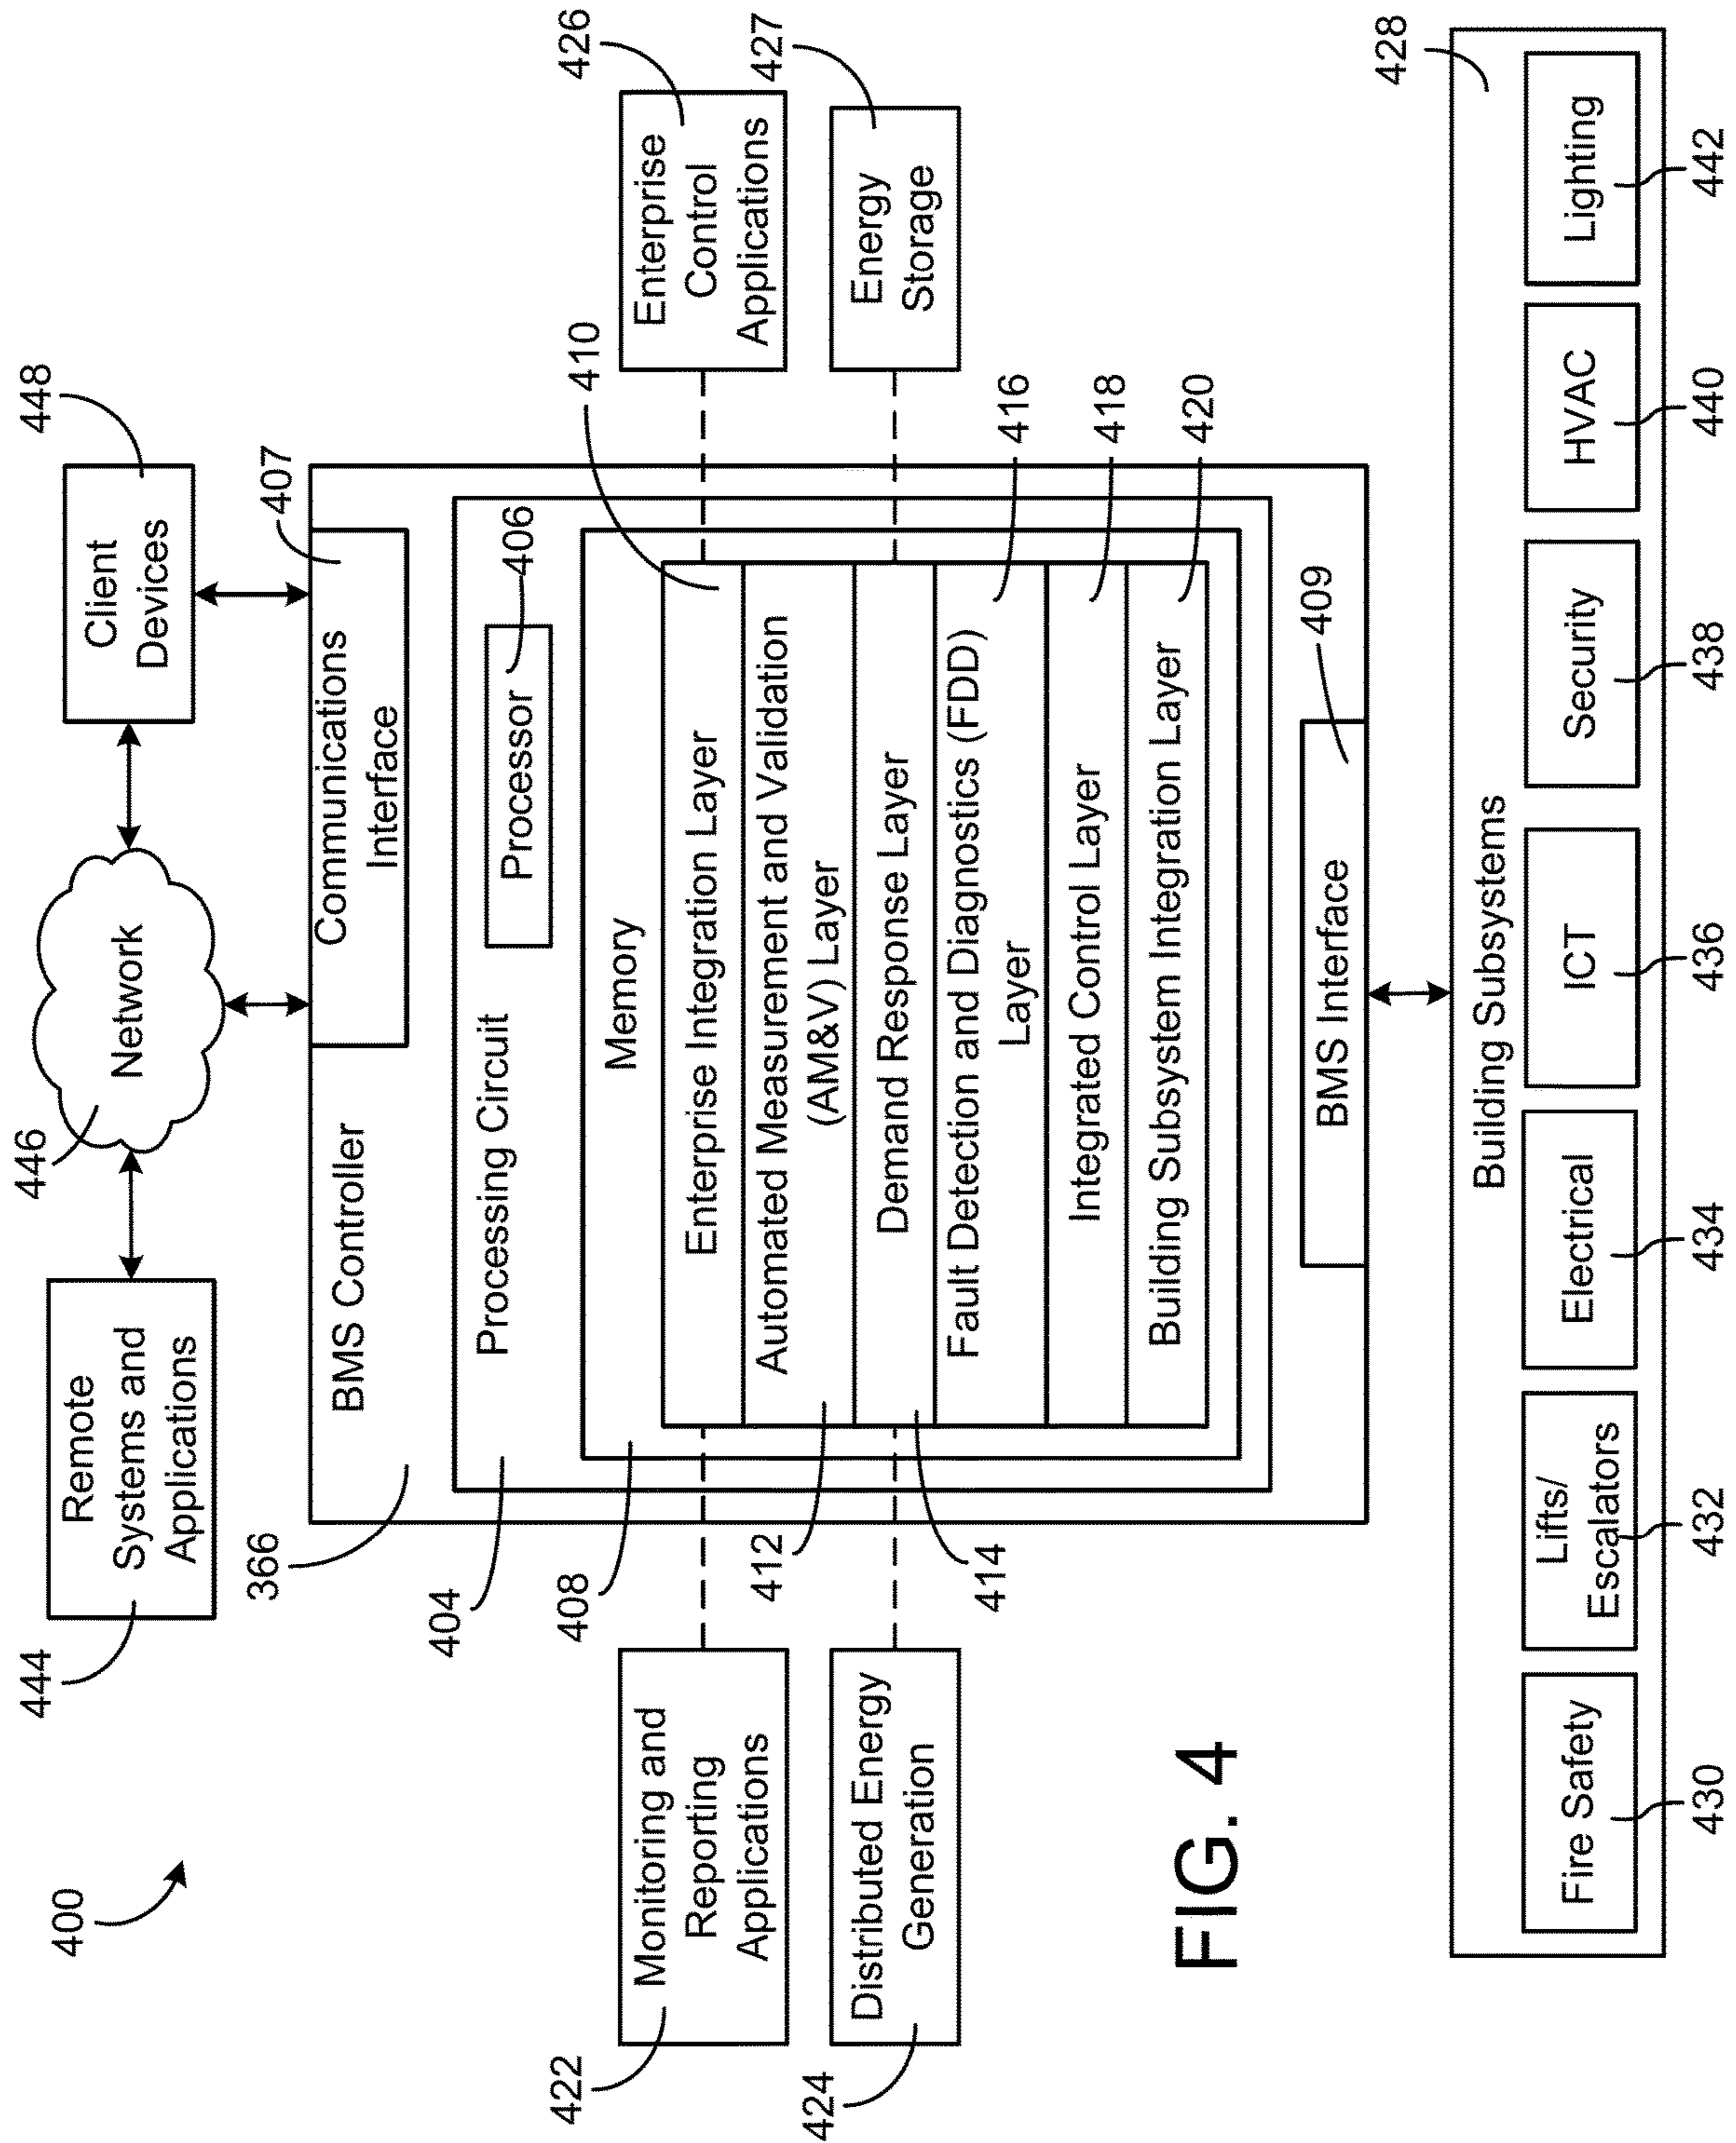 400
444
Remote
Systems and
Applications
446
Network
Client
Devices
448
366
BMS Controller
Communications
Interface
407
404
Processing Circuit
Processor
406
408
Memory
410
Enterprise Integration Layer
Automated Measurement and Validation
(AM&V) Layer
412
Demand Response Layer
414
Fault Detection and Diagnostics (FDD)
Layer
416
Integrated Control Layer
418
Building Subsystem Integration Layer
420
422
Monitoring and
Reporting
Applications
424
Distributed Energy
Generation
426
Enterprise
Control
Applications
427
Energy
Storage
BMS Interface
409
FIG. 4
Building Subsystems
428
Fire Safety
Lifts/
Escalators
Electrical
ICT
Security
HVAC
Lighting
430
432
434
436
438
440
442